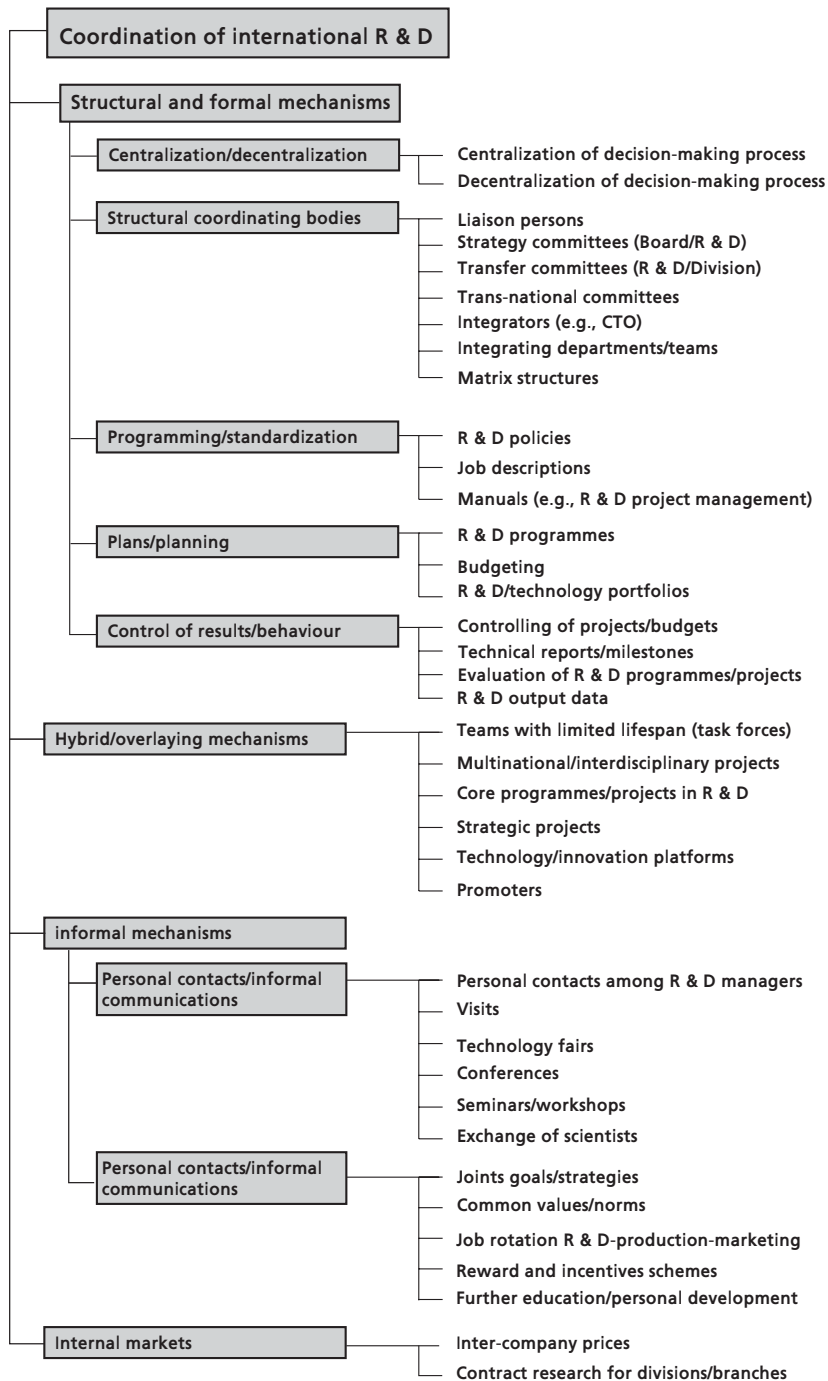 Coordination of international R & D
Structural and formal mechanisms
Centralization/decentralization
Centralization of decision-making process
Decentralization of decision-making process
Structural coordinating bodies
Liaison persons
Strategy committees (Board/R & D)
Transfer committees (R & D/Division)
Trans-national committees
Integrators (e.g., CTO)
Integrating departments/teams
Matrix structures
Programming/standardization
R & D policies
Job descriptions
Manuals (e.g., R & D project management)
Plans/planning
R & D programmes
Budgeting
R & D/technology portfolios
Control of results/behaviour
Controlling of projects/budgets
Technical reports/milestones
Evaluation of R & D programmes/projects
R & D output data
Hybrid/overlaying mechanisms
Teams with limited lifespan (task forces)
Multinational/interdisciplinary projects
Core programmes/projects in R & D
Strategic projects
Technology/innovation platforms
Promoters
informal mechanisms
Personal contacts/informal
communications
Personal contacts among R & D managers
Visits
Technology fairs
Conferences
Seminars/workshops
Exchange of scientists
Personal contacts/informal
communications
Joints goals/strategies
Common values/norms
Job rotation R & D-production-marketing
Reward and incentives schemes
Further education/personal development
Internal markets
Inter-company prices
Contract research for divisions/branches